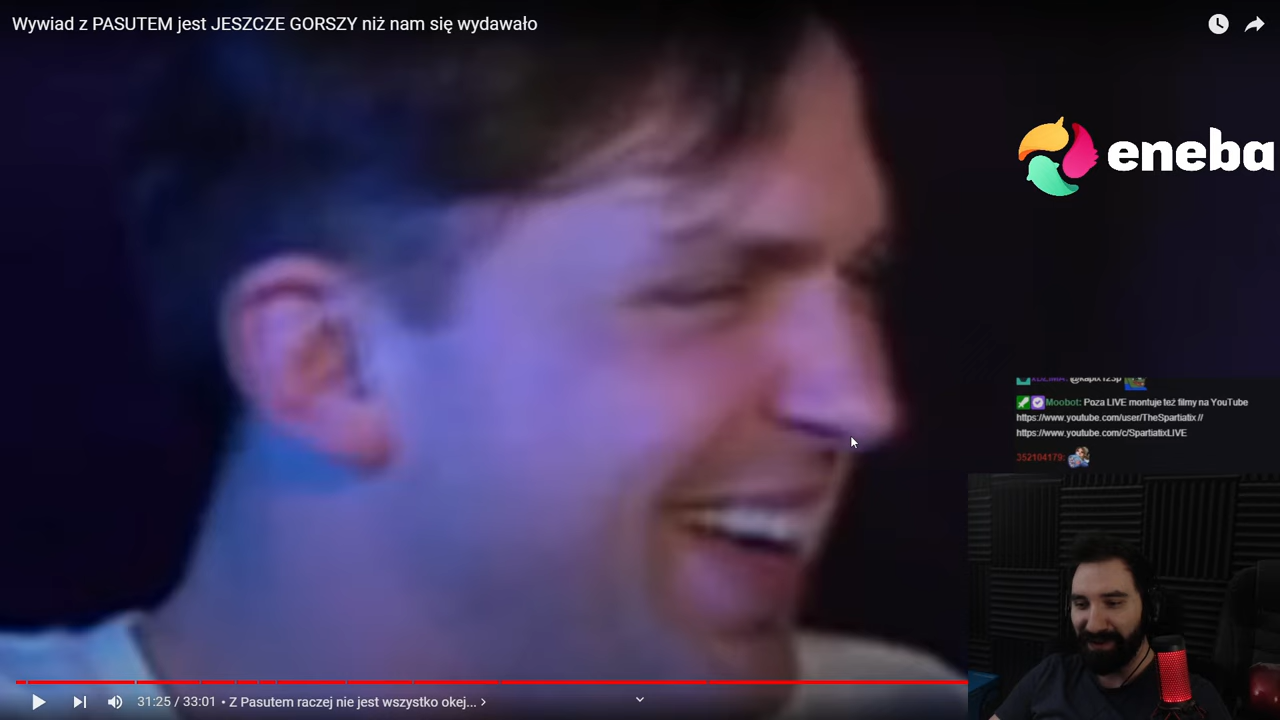 Wywiad z PASUTEM jest JESZCZE GORSZY niż nam się wydawało
eneba
Moobot: Poza LIVE montuje też filmy na YouTube
https://www.youtube.com/user/TheSpartiatix //
https://www.youtube.com/c/SpartiatixLIVE
352104179:
31:25 / 33:01 • Z Pasutem raczej nie jest wszystko okej... ›